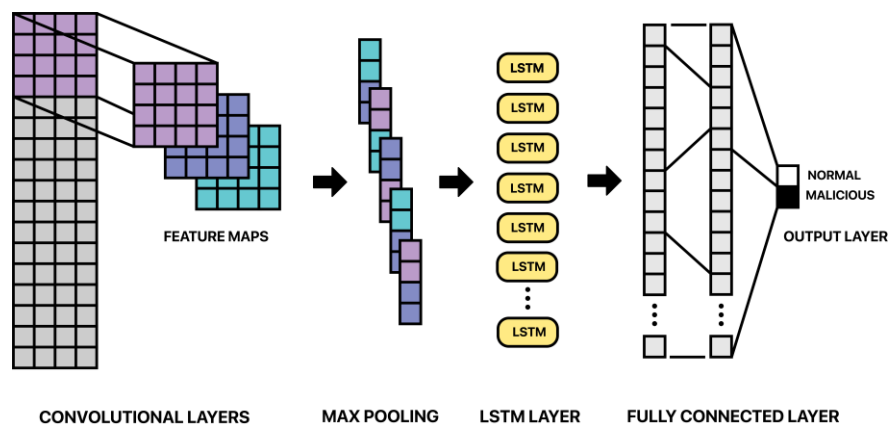 LSTM
LSTM
LSTM
LSTM
LSTM
LSTM
LSTM
NORMAL
MALICIOUS
FEATURE MAPS
OUTPUT LAYER
CONVOLUTIONAL LAYERS
MAX POOLING
LSTM LAYER
FULLY CONNECTED LAYER